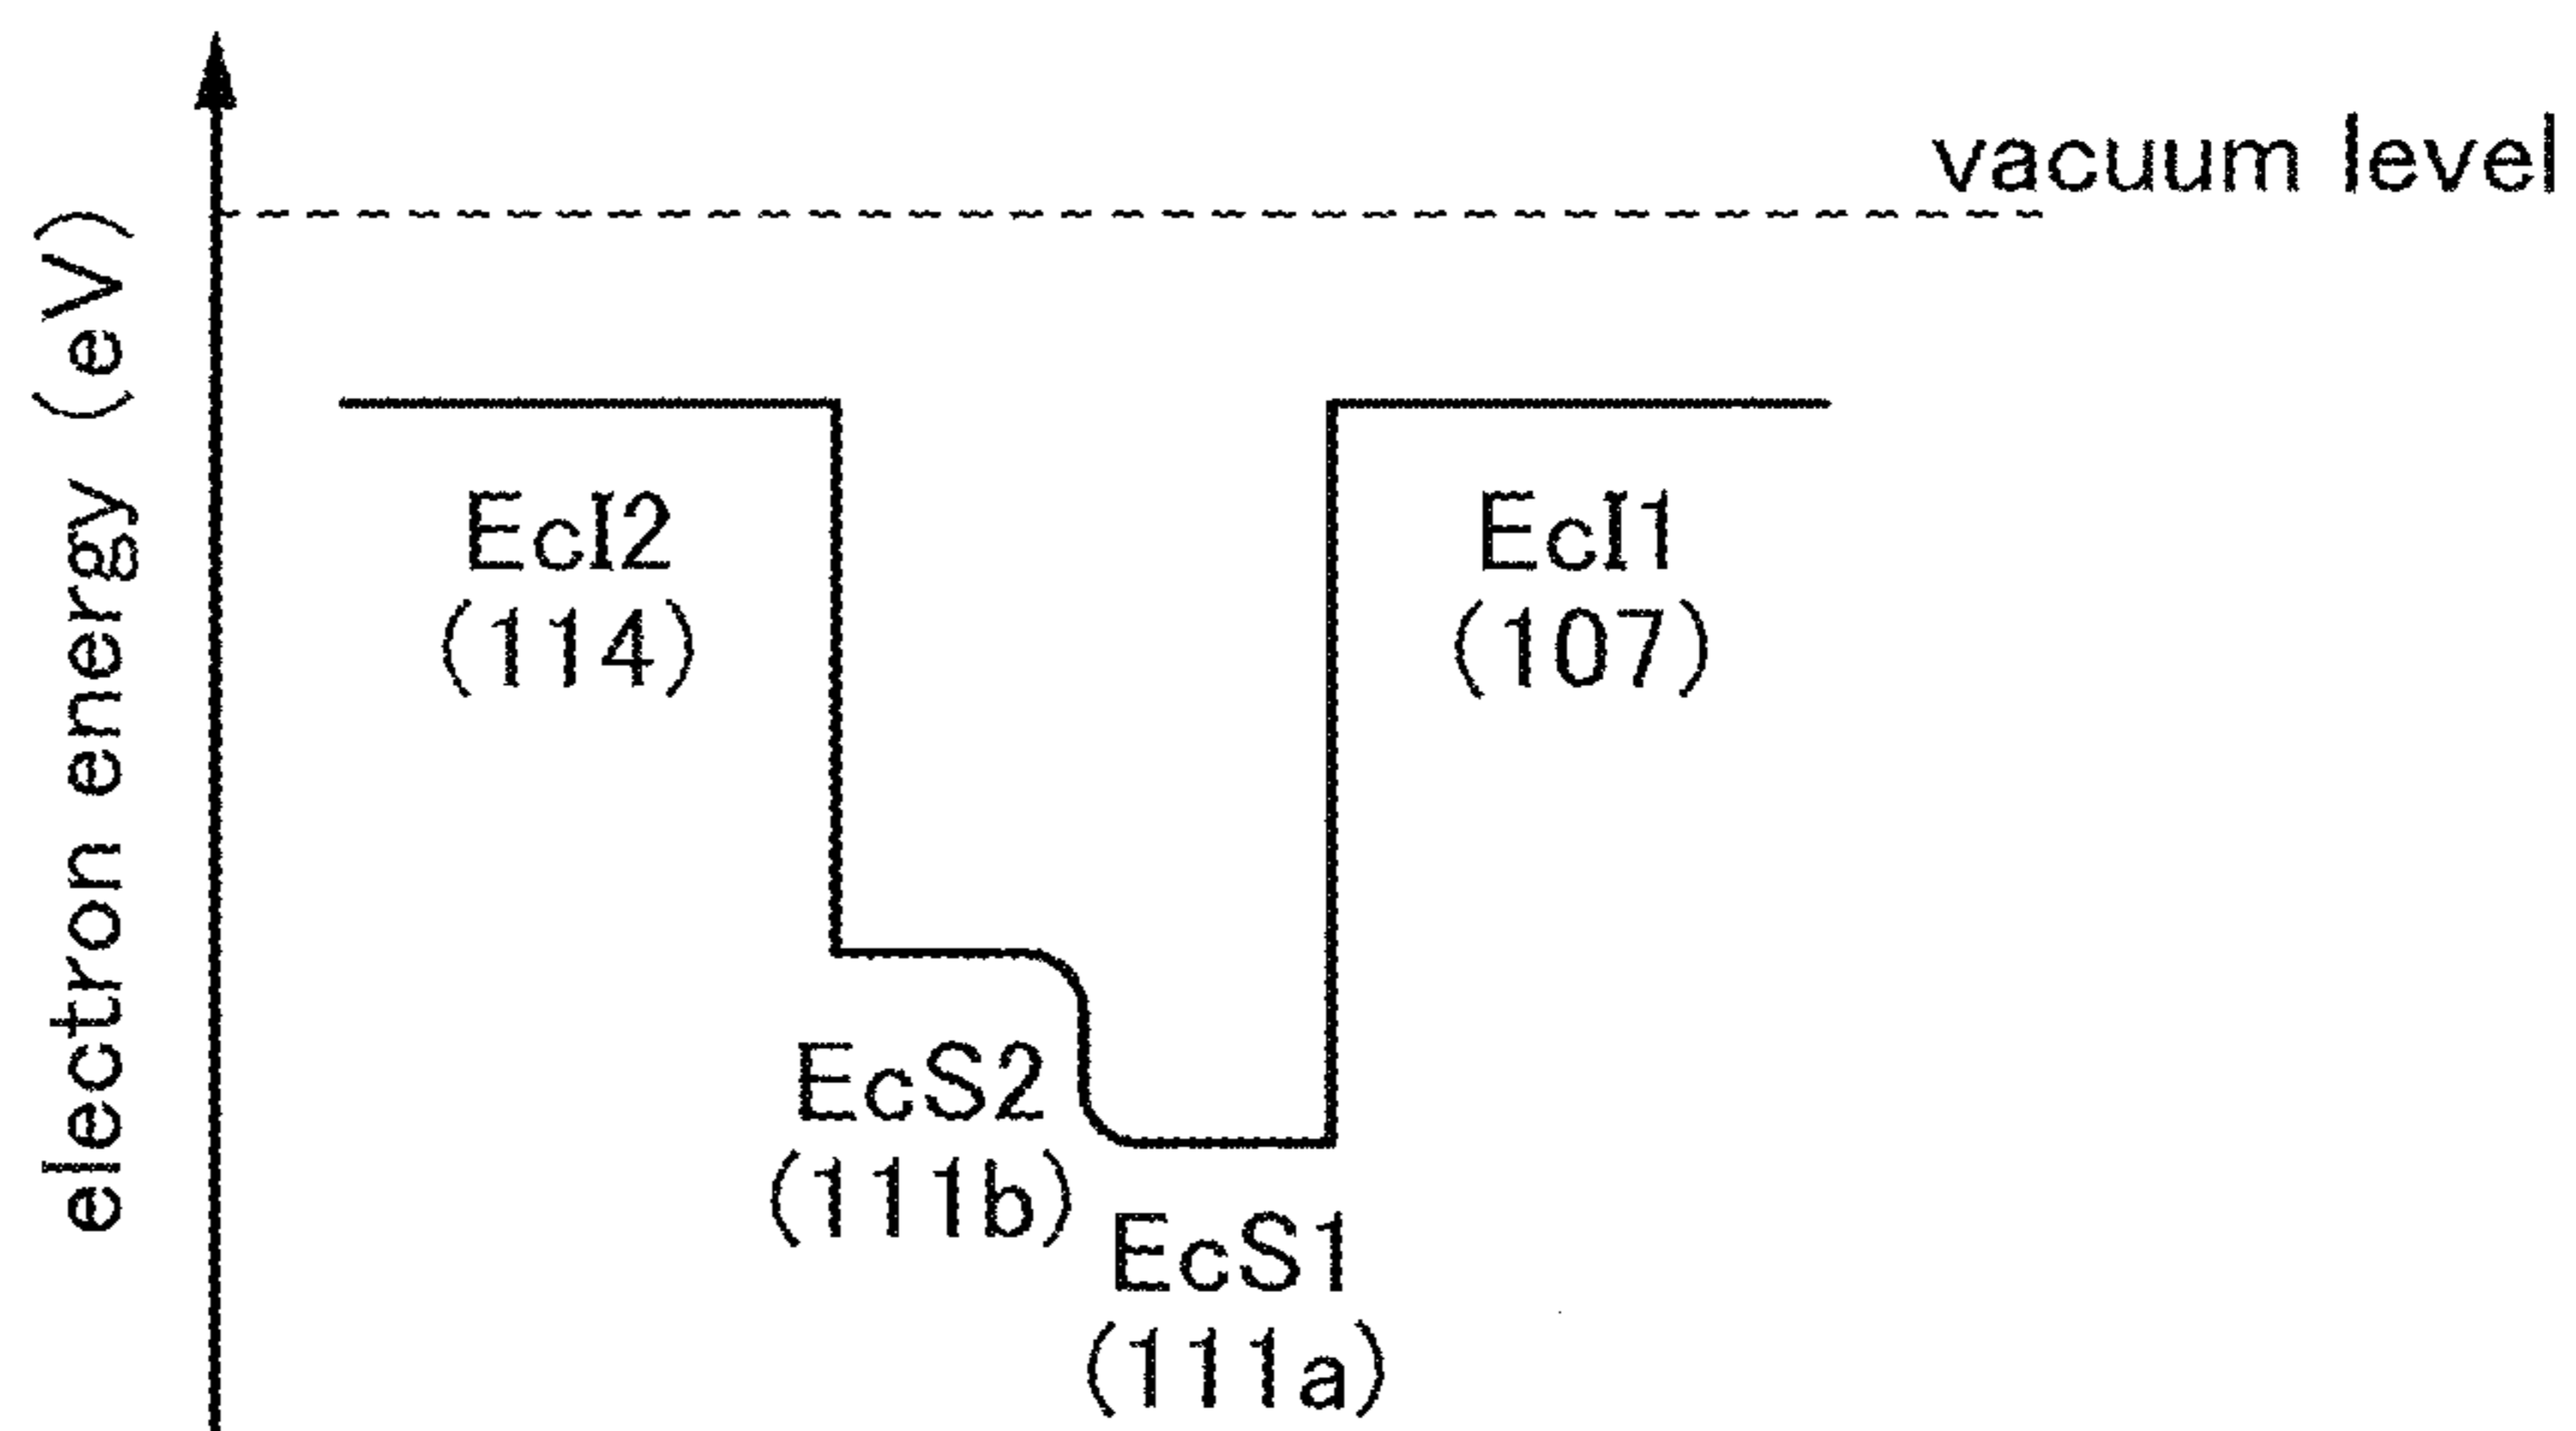 electron energy (eV)
vacuum level
EcI2
(114)
EcI1
(107)
EcS2
(111b)
EcS1
(111a)